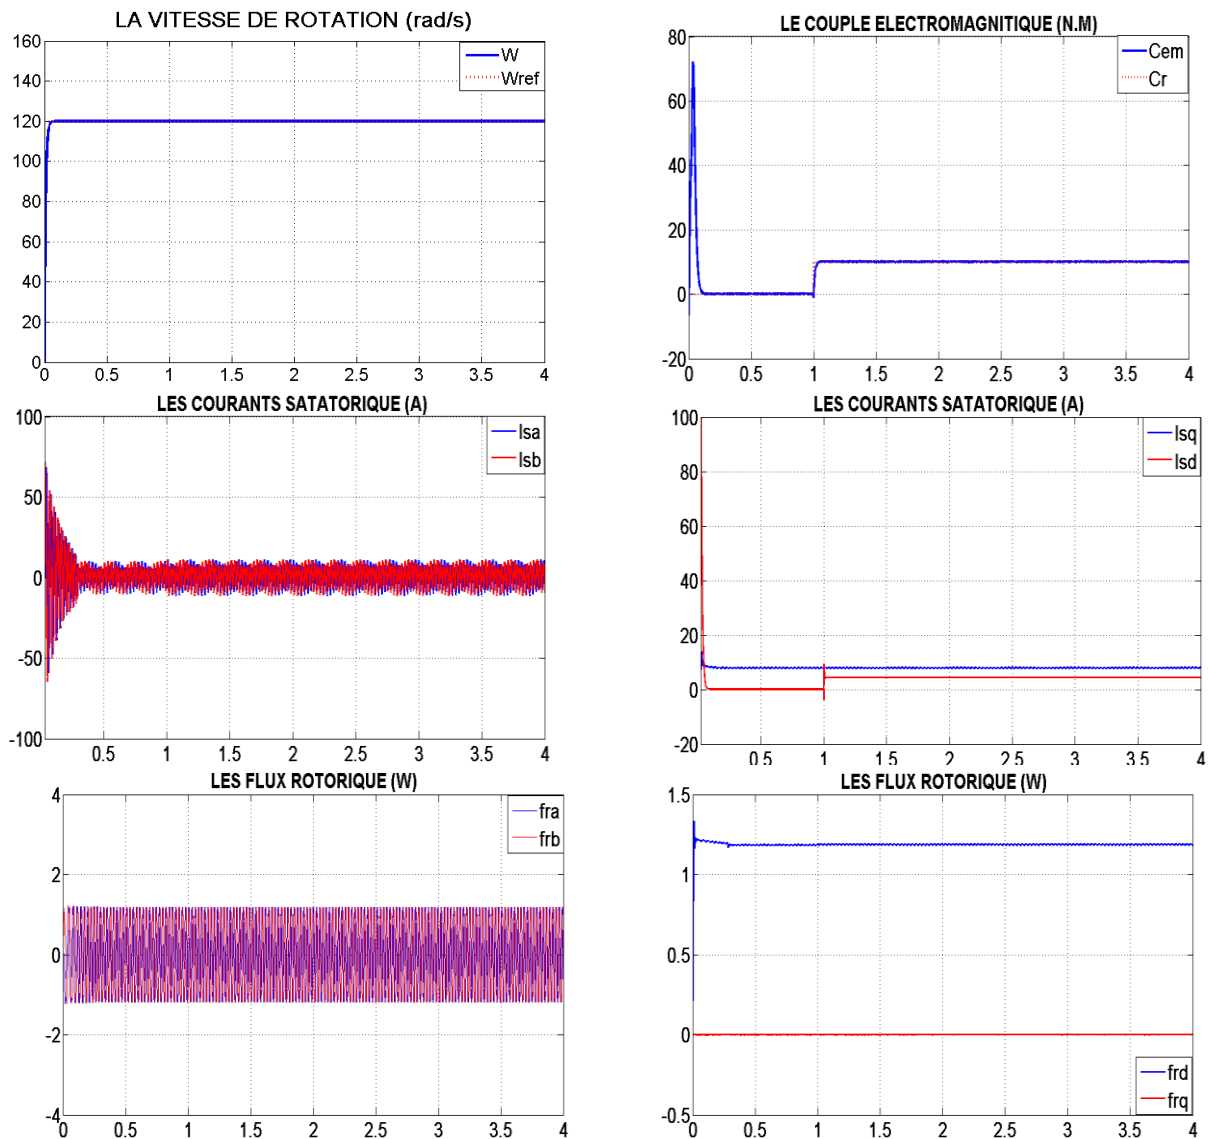 LA VITESSE DE ROTATION (rad/s)
160
140
120
100
80
60
40
20
0
0 0.5 1 1.5 2 2.5 3 3.5 4
W
Wref
LE COUPLE ELECTROMAGNITIQUE (N.M)
80
60
40
20
0
-20
0 0.5 1 1.5 2 2.5 3 3.5 4
Cem
Cr
LES COURANTS SATATORIQUE (A)
100
50
0
-50
-100
0.5 1 1.5 2 2.5 3 3.5 4
Isa
Isb
LES COURANTS SATATORIQUE (A)
100
80
60
40
20
0
-20
0.5 1 1.5 2 2.5 3 3.5 4
Isq
Isd
LES FLUX ROTORIQUE (W)
4
2
0
-2
-4
0 0.5 1 1.5 2 2.5 3 3.5 4
fra
frb
LES FLUX ROTORIQUE (W)
1.5
1
0.5
0
-0.5
0 0.5 1 1.5 2 2.5 3 3.5 4
frd
frq